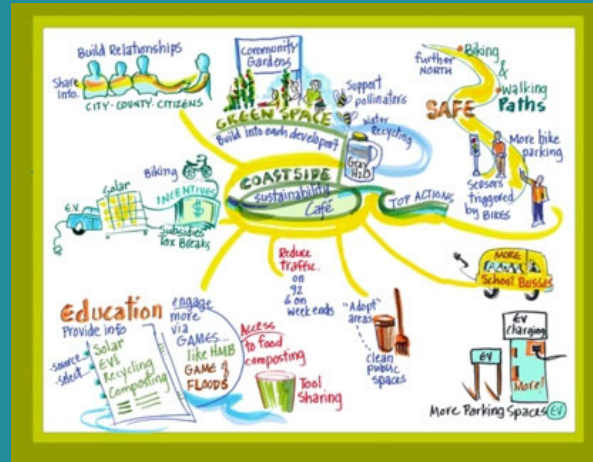 Build Relationships
Share
Info.
CITY · COUNTY · CITIZENS
Community
Gardens
GREEN SPACE
Build into each development
Support
pollinators
Water
Recycling
Gray
H2O
further
NORTH
Biking
&
Walking
Paths
SAFE
More bike
parking
Sensors
triggered
by BIKES
Biking
Solar
E.V.
INCENTIVES
$
Subsidies
Tax Breaks
COASTSIDE
Sustainability
Café
TOP ACTIONS
MORE
School Busses
Reduce
traffic..
on
92
& on
weekends
"Adopt"
areas
clean
public
spaces
Education
Provide info
source
select
Solar
EVs
Recycling
Composting
engage
more
via
GAMES...
like HMB
GAME of
FLOODS
Access
to food
composting
Tool
Sharing
EV
Charging
EV
More!
More Parking Spaces EV